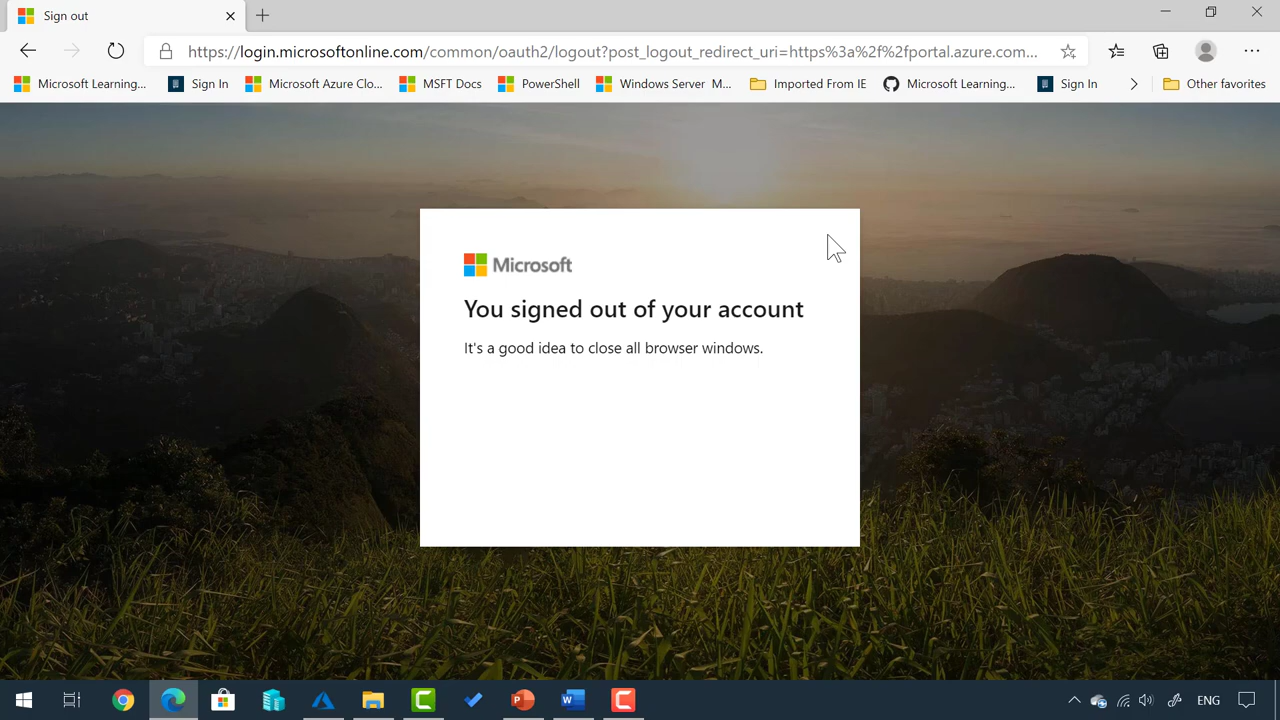 Sign out
https://login.microsoftonline.com/common/oauth2/logout?post_logout_redirect_uri=https%3a%2f%2fportal.azure.com...
Microsoft Learning...
Sign In
Microsoft Azure Clo...
MSFT Docs
PowerShell
Windows Server M...
Imported From IE
Microsoft Learning...
Sign In
Other favorites
Microsoft
You signed out of your account
It's a good idea to close all browser windows.
ENG